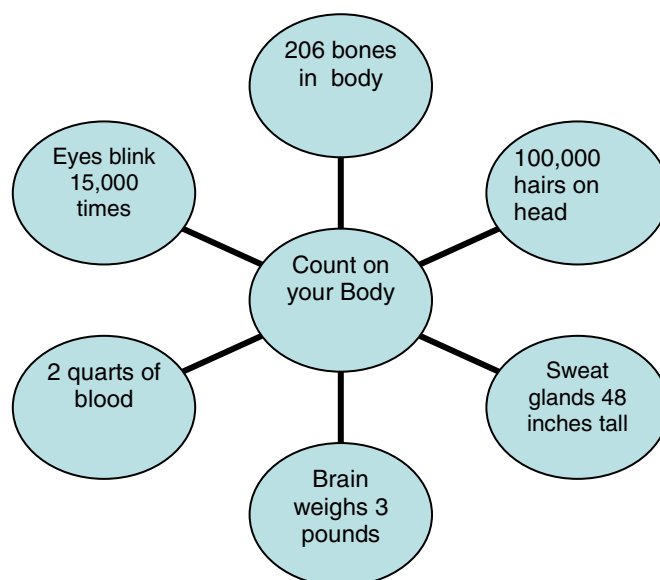 206 bones
in body
Eyes blink
15,000
times
100,000
hairs on
head
Count on
your Body
2 quarts of
blood
Sweat
glands 48
inches tall
Brain
weighs 3
pounds